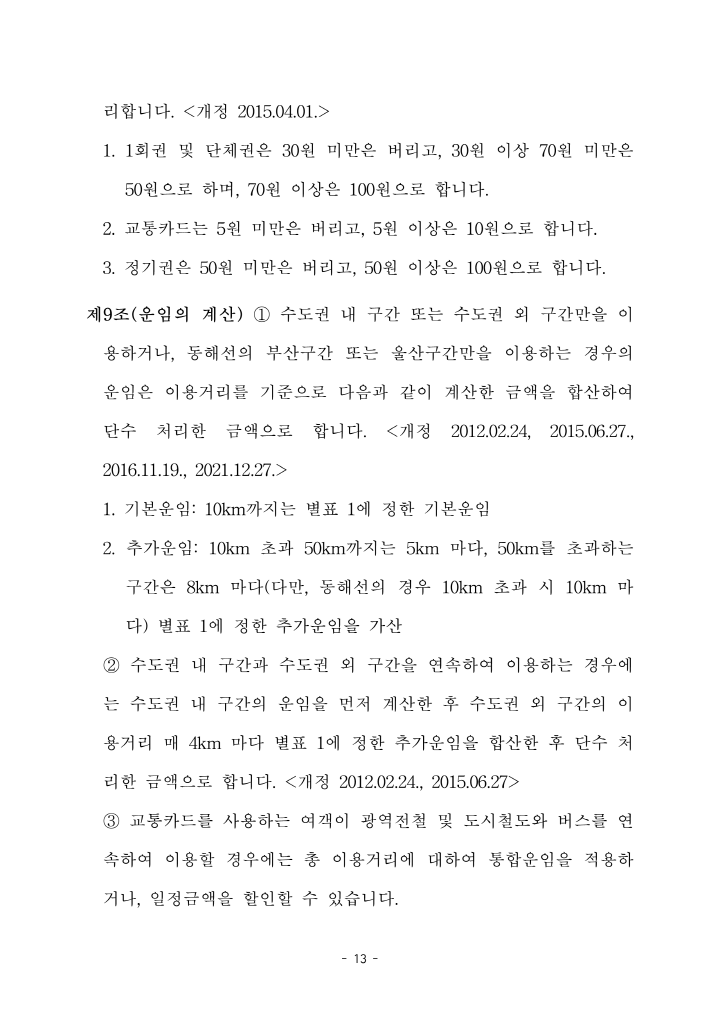 리합니다. <개정 2015.04.01.>
1. 1회권 및 단체권은 30원 미만은 버리고, 30원 이상 70원 미만은
50원으로 하며, 70원 이상은 100원으로 합니다.
2. 교통카드는 5원 미만은 버리고, 5원 이상은 10원으로 합니다.
3. 정기권은 50원 미만은 버리고, 50원 이상은 100원으로 합니다.
제9조(운임의 계산) ① 수도권 내 구간 또는 수도권 외 구간만을 이
용하거나, 동해선의 부산구간 또는 울산구간만을 이용하는 경우의
운임은 이용거리를 기준으로 다음과 같이 계산한 금액을 합산하여
단수 처리한 금액으로 합니다. <개정 2012.02.24, 2015.06.27.,
2016.11.19., 2021.12.27.>
1. 기본운임: 10km까지는 별표 1에 정한 기본운임
2. 추가운임: 10km 초과 50km까지는 5km 마다, 50km를 초과하는
구간은 8km 마다(다만, 동해선의 경우 10km 초과 시 10km 마
다) 별표 1에 정한 추가운임을 가산
② 수도권 내 구간과 수도권 외 구간을 연속하여 이용하는 경우에
는 수도권 내 구간의 운임을 먼저 계산한 후 수도권 외 구간의 이
용거리 매 4km 마다 별표 1에 정한 추가운임을 합산한 후 단수 처
리한 금액으로 합니다. <개정 2012.02.24., 2015.06.27>
③ 교통카드를 사용하는 여객이 광역전철 및 도시철도와 버스를 연
속하여 이용할 경우에는 총 이용거리에 대하여 통합운임을 적용하
거나, 일정금액을 할인할 수 있습니다.
- 13 -